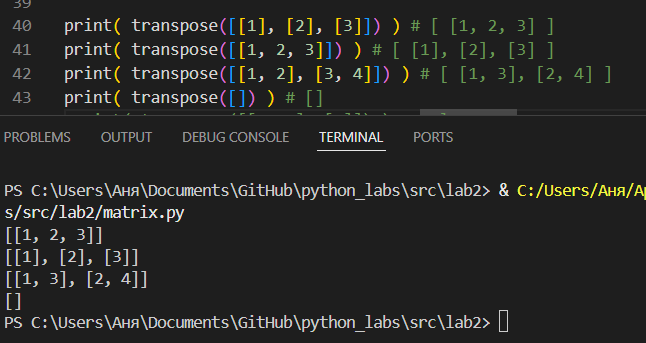 40 print( transpose([[1], [2], [3]]) ) # [ [1, 2, 3] ]
41 print( transpose([[1, 2, 3]]) ) # [ [1], [2], [3] ]
42 print( transpose([[1, 2], [3, 4]]) ) # [ [1, 3], [2, 4] ]
43 print( transpose([]) ) # []
PROBLEMS OUTPUT DEBUG CONSOLE TERMINAL PORTS
PS C:\Users\Аня\Documents\GitHub\python_labs\src\lab2> & C:/Users/Аня/Ap
s/src/lab2/matrix.py
[[1, 2, 3]]
[[1], [2], [3]]
[[1, 3], [2, 4]]
[]
PS C:\Users\Аня\Documents\GitHub\python_labs\src\lab2>